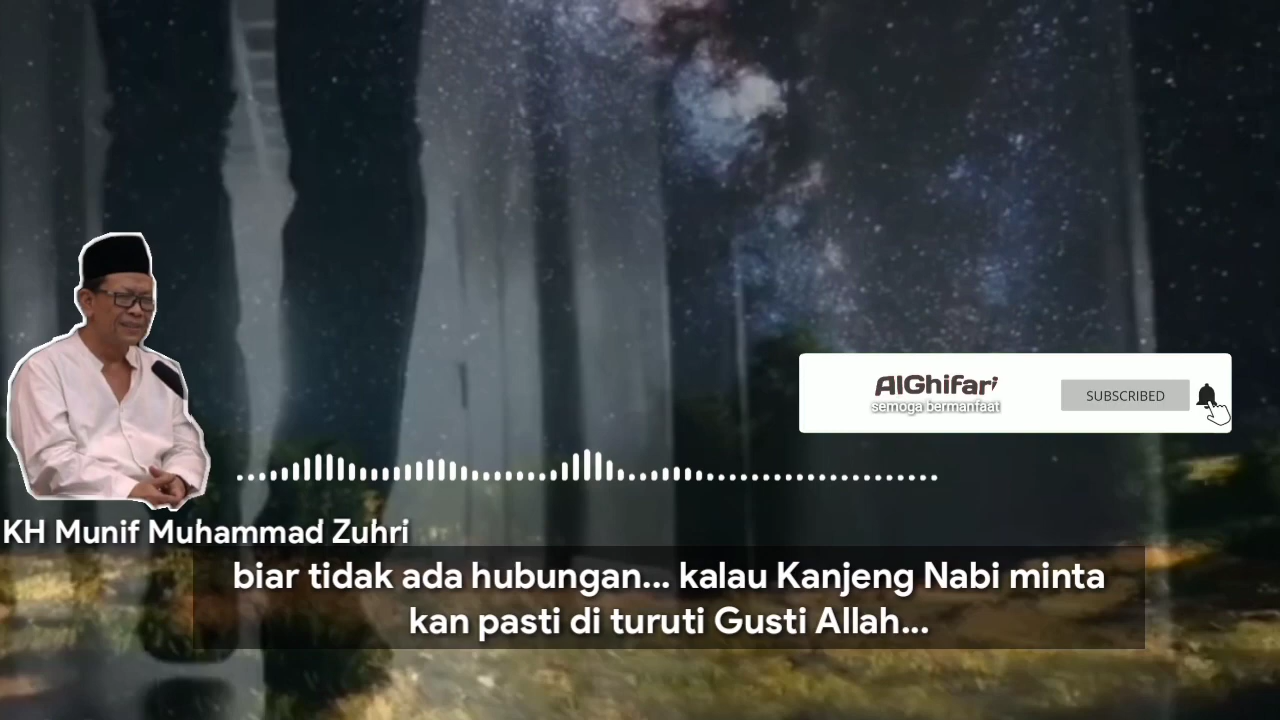 AlGhifari
semoga bermanfaat
SUBSCRIBED
KH Munif Muhammad Zuhri
biar tidak ada hubungan... kalau Kanjeng Nabi minta
kan pasti di turuti Gusti Allah...